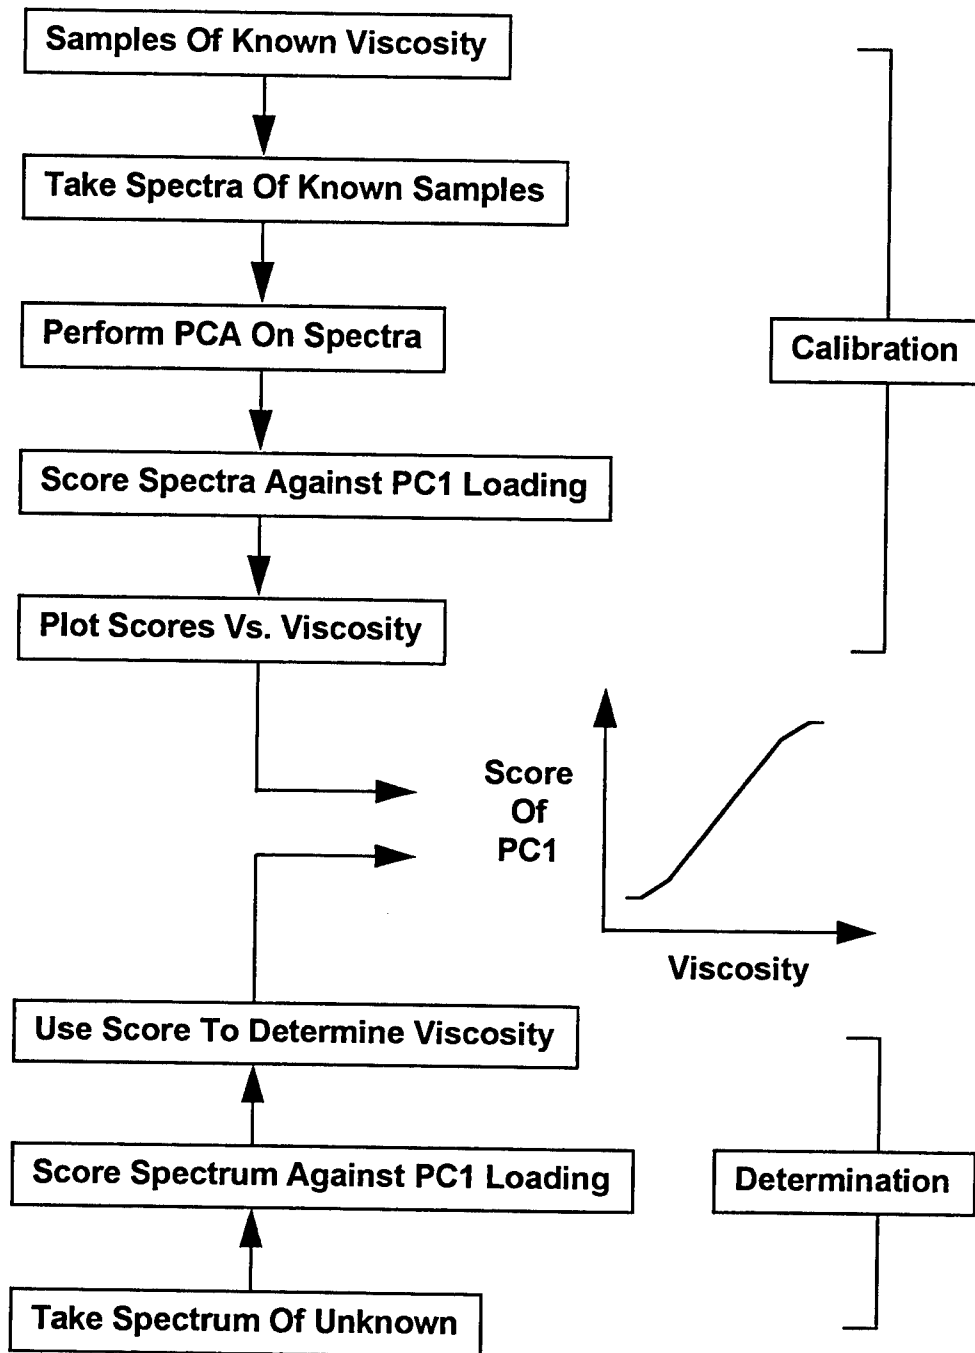 Samples Of Known Viscosity
Take Spectra Of Known Samples
Perform PCA On Spectra
Calibration
Score Spectra Against PC1 Loading
Plot Scores Vs. Viscosity
Score
Of
PC1
Viscosity
Use Score To Determine Viscosity
Score Spectrum Against PC1 Loading
Determination
Take Spectrum Of Unknown